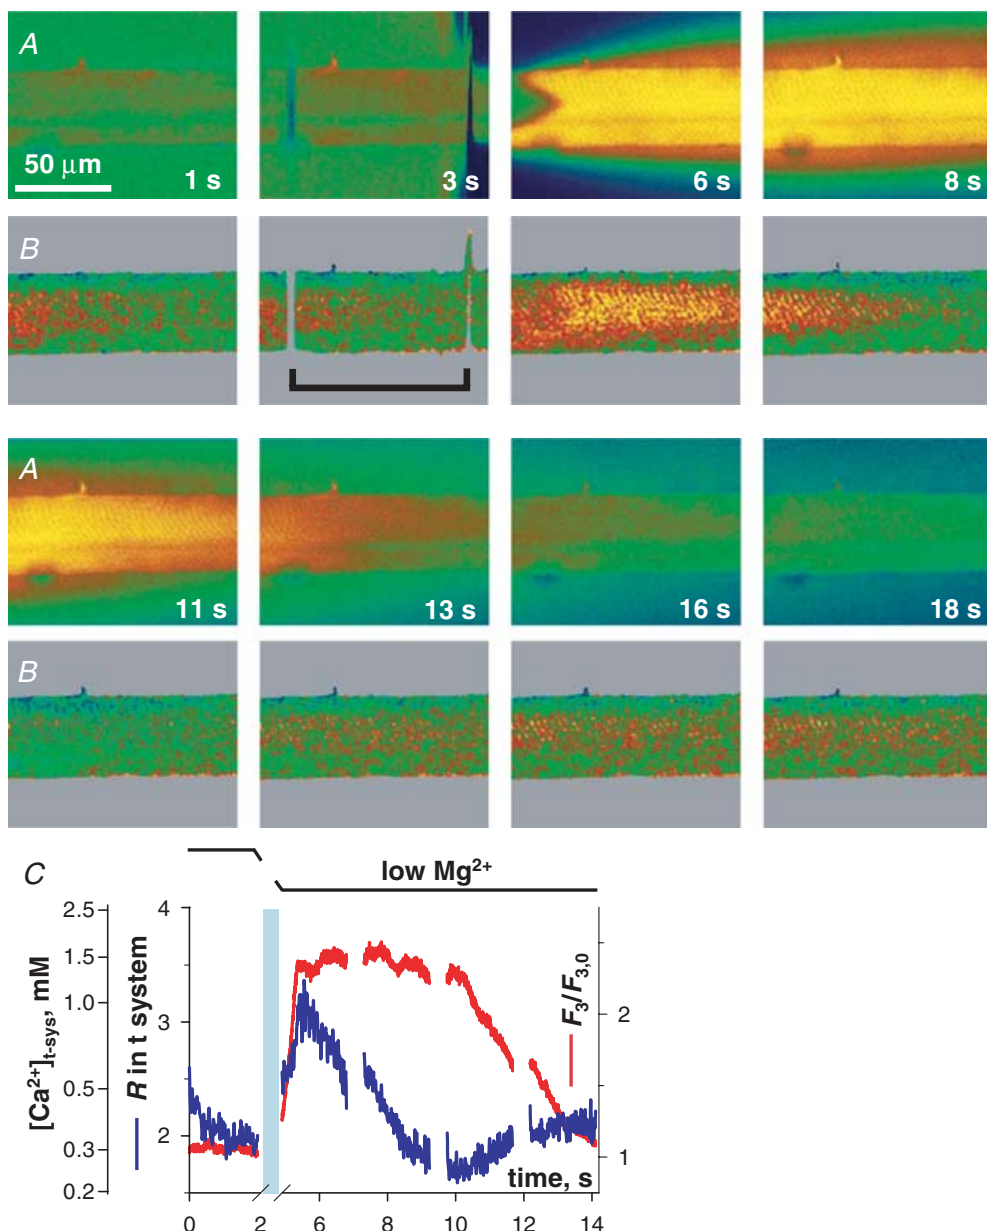 A
50 μm
1 s
3 s
6 s
8 s
B
A
11 s
13 s
16 s
18 s
B
C
low Mg²⁺
[Ca²⁺]t-sys, mM
2.5
1.5
1.0
0.5
0.3
0.2
R in t system
4
3
2
F₃/F₃,₀
2
1
time, s
0 2 6 8 10 12 14